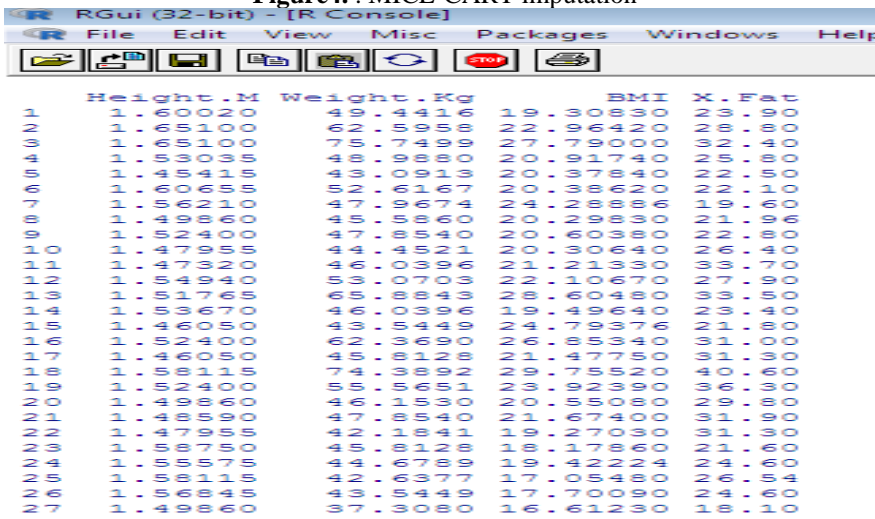 Figure4. : MICE-CART imputation
RGui (32-bit) - [R Console]
File Edit View Misc Packages Windows Help
STOP
Height.M Weight.Kg BMI X.Fat
1 1.60020 49.4416 19.30830 23.90
2 1.65100 62.5958 22.96420 28.80
3 1.65100 75.7499 27.79000 32.40
4 1.53035 48.9880 20.91740 25.80
5 1.45415 43.0913 20.37840 22.50
6 1.60655 52.6167 20.38620 22.10
7 1.56210 47.9674 24.28886 19.60
8 1.49860 45.5860 20.29830 21.96
9 1.52400 47.8540 20.60380 22.80
10 1.47955 44.4521 20.30640 26.40
11 1.47320 46.0396 21.21330 33.70
12 1.54940 53.0703 22.10670 27.90
13 1.51765 65.8843 28.60480 33.50
14 1.53670 46.0396 19.49640 23.40
15 1.46050 43.5449 24.79376 21.80
16 1.52400 62.3690 26.85340 31.00
17 1.46050 45.8128 21.47750 31.30
18 1.58115 74.3892 29.75520 40.60
19 1.52400 55.5651 23.92390 36.30
20 1.49860 46.1530 20.55080 29.80
21 1.48590 47.8540 21.67400 31.90
22 1.47955 42.1841 19.27030 31.30
23 1.58750 45.8128 18.17860 21.60
24 1.55575 44.6789 19.42224 24.60
25 1.58115 42.6377 17.05480 26.54
26 1.56845 43.5449 17.70090 24.60
27 1.49860 37.3080 16.61230 18.10